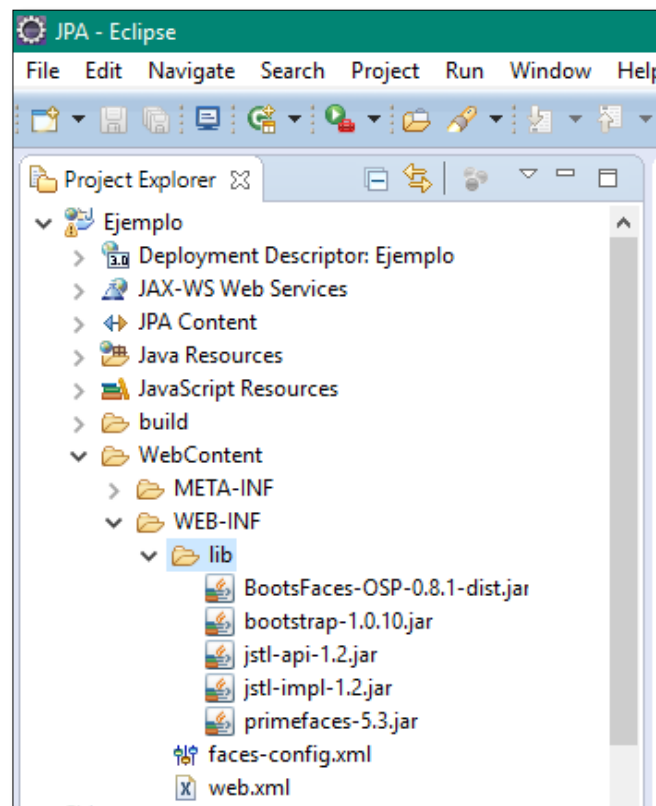 JPA - Eclipse
File Edit Navigate Search Project Run Window Help
Project Explorer
Ejemplo
3.0 Deployment Descriptor: Ejemplo
JAX-WS Web Services
JPA Content
Java Resources
JavaScript Resources
build
WebContent
META-INF
WEB-INF
lib
BootsFaces-OSP-0.8.1-dist.jar
bootstrap-1.0.10.jar
jstl-api-1.2.jar
jstl-impl-1.2.jar
primefaces-5.3.jar
faces-config.xml
X web.xml